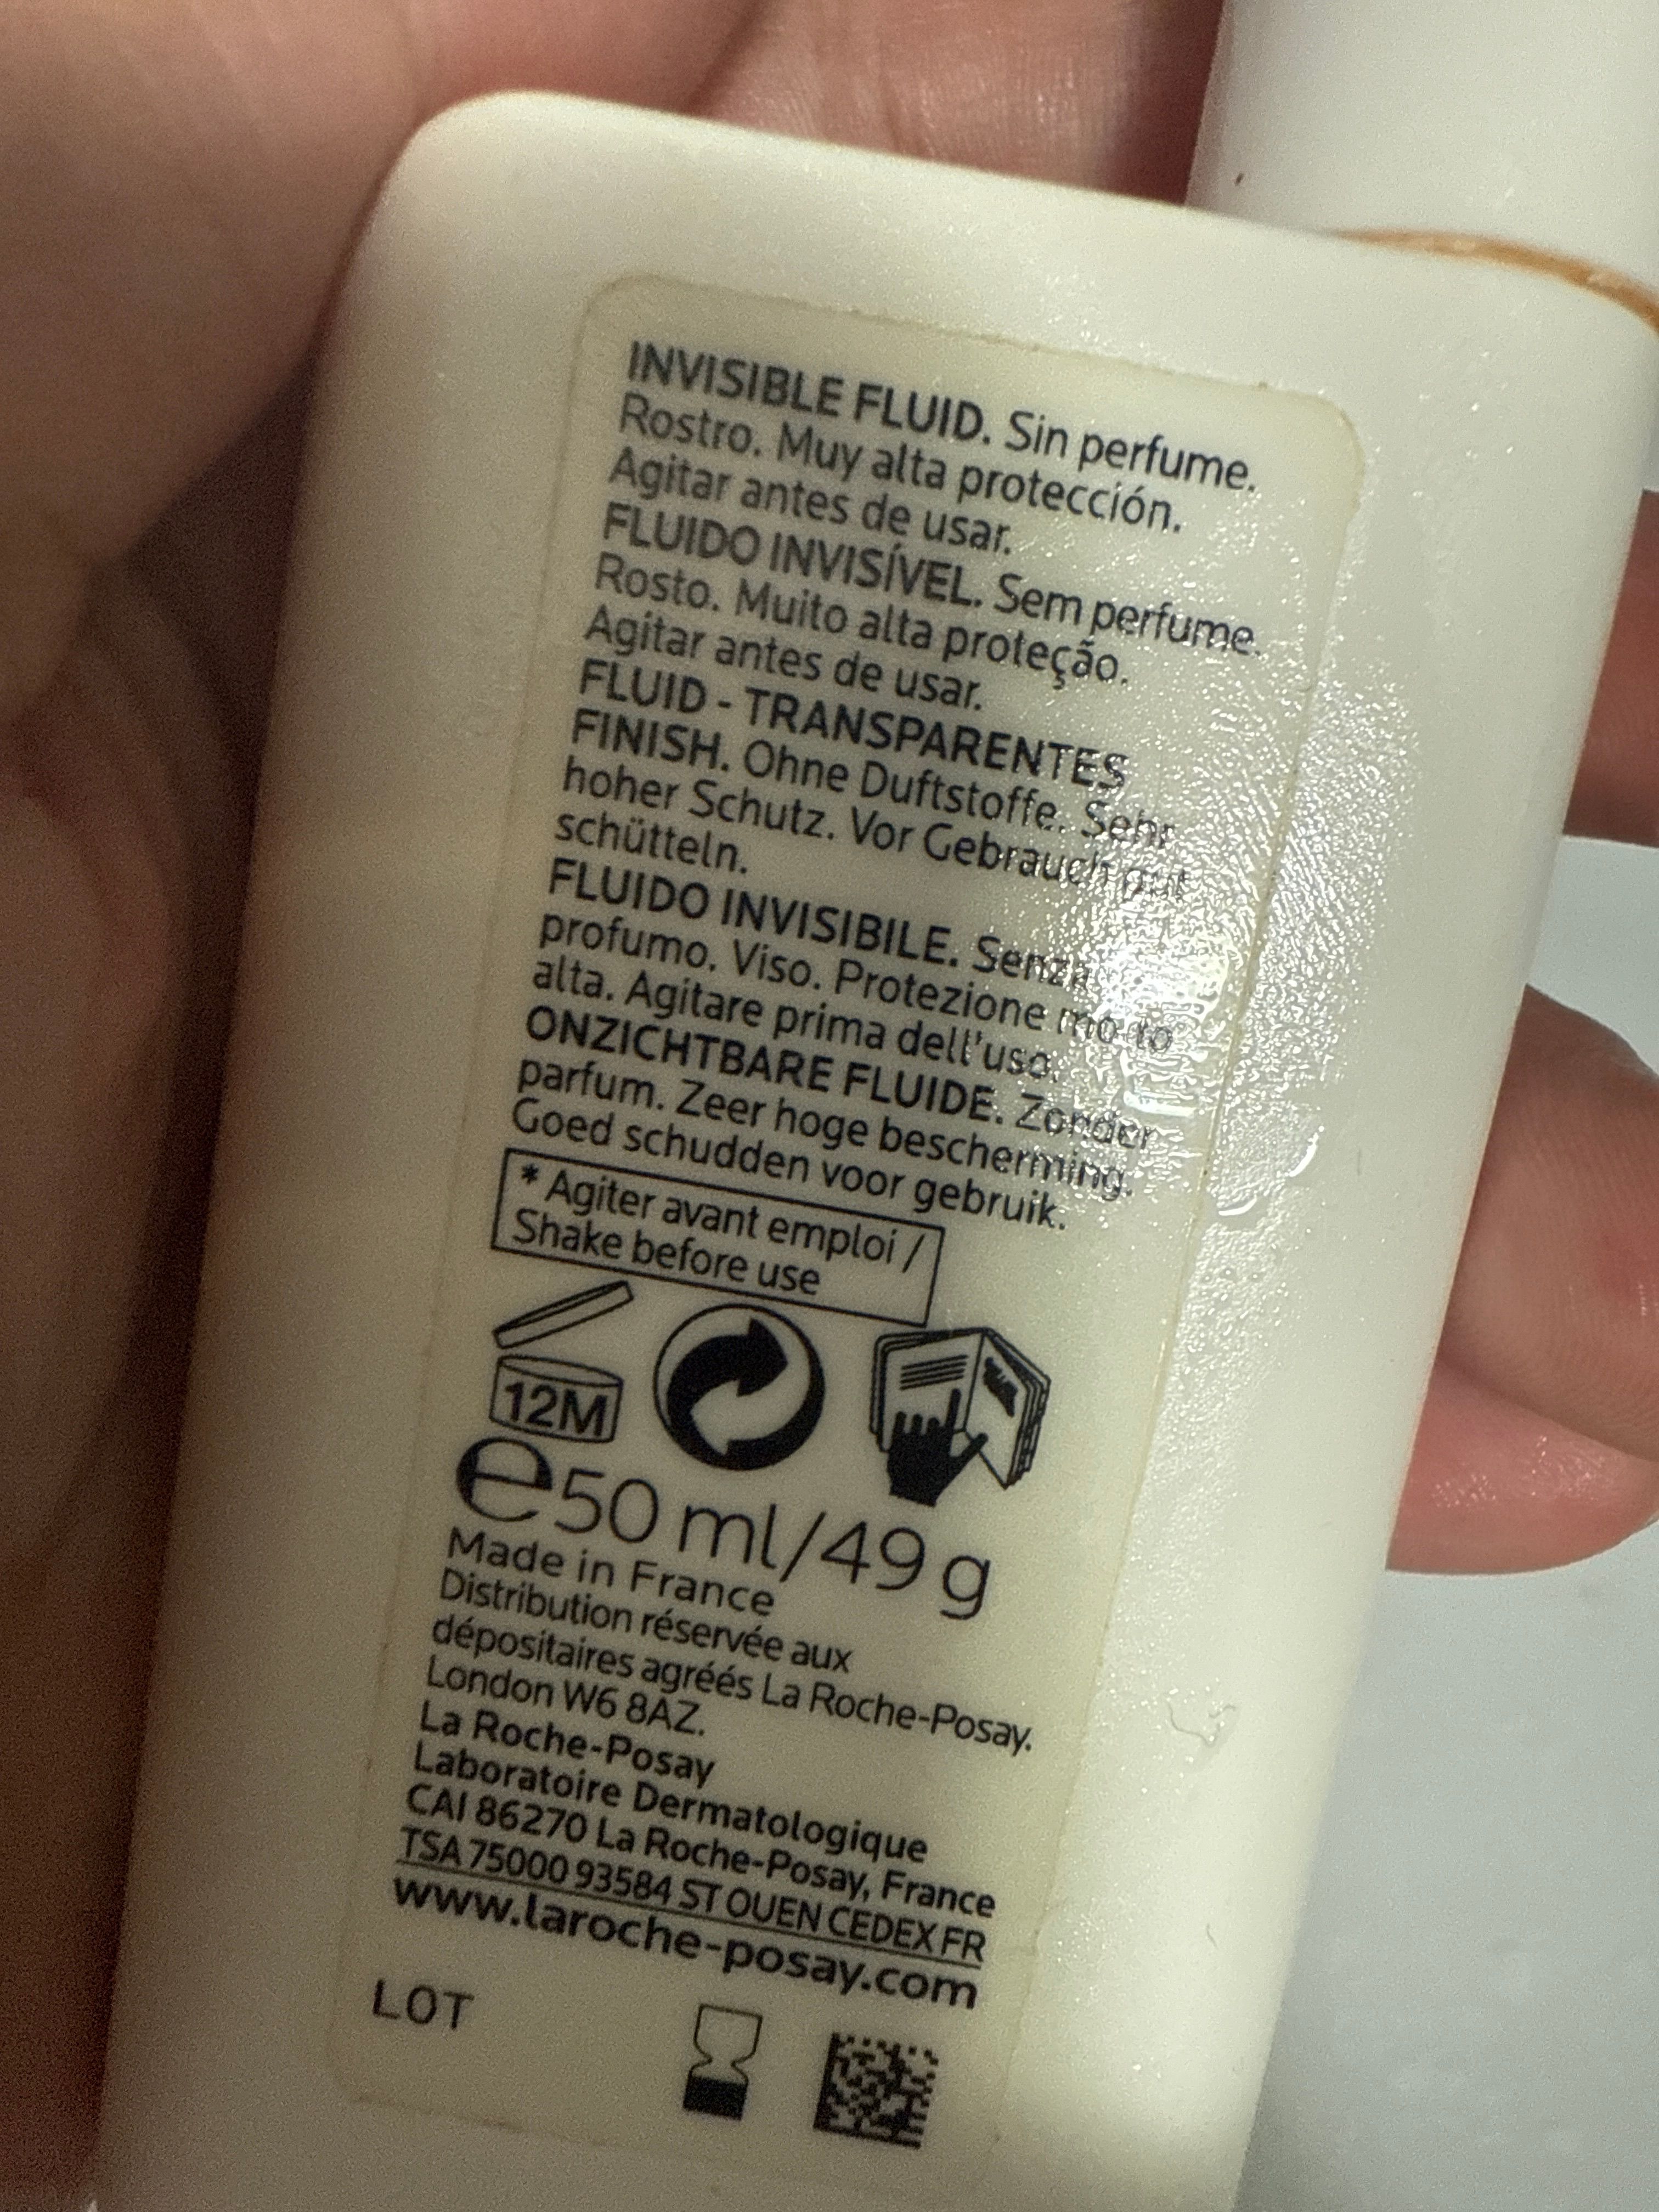 INVISIBLE FLUID. Sin perfume.
Rostro. Muy alta protección.
Agitar antes de usar.
FLUIDO INVISÍVEL. Sem perfume.
Rosto. Muito alta proteção.
Agitar antes de usar.
FLUID - TRANSPARENTES
FINISH. Ohne Duftstoffe. Sehr
hoher Schutz. Vor Gebrauch gut
schütteln.
FLUIDO INVISIBILE. Senza
profumo. Viso. Protezione molto
alta. Agitare prima dell'uso.
ONZICHTBARE FLUIDE. Zonder
parfum. Zeer hoge bescherming.
Goed schudden voor gebruik.
* Agiter avant emploi /
Shake before use
12M
e50 ml/49 g
Made in France
Distribution réservée aux
dépositaires agréés La Roche-Posay.
London W6 8AZ.
La Roche-Posay
Laboratoire Dermatologique
CAI 86270 La Roche-Posay, France
TSA 75000 93584 ST OUEN CEDEX FR
www.laroche-posay.com
LOT